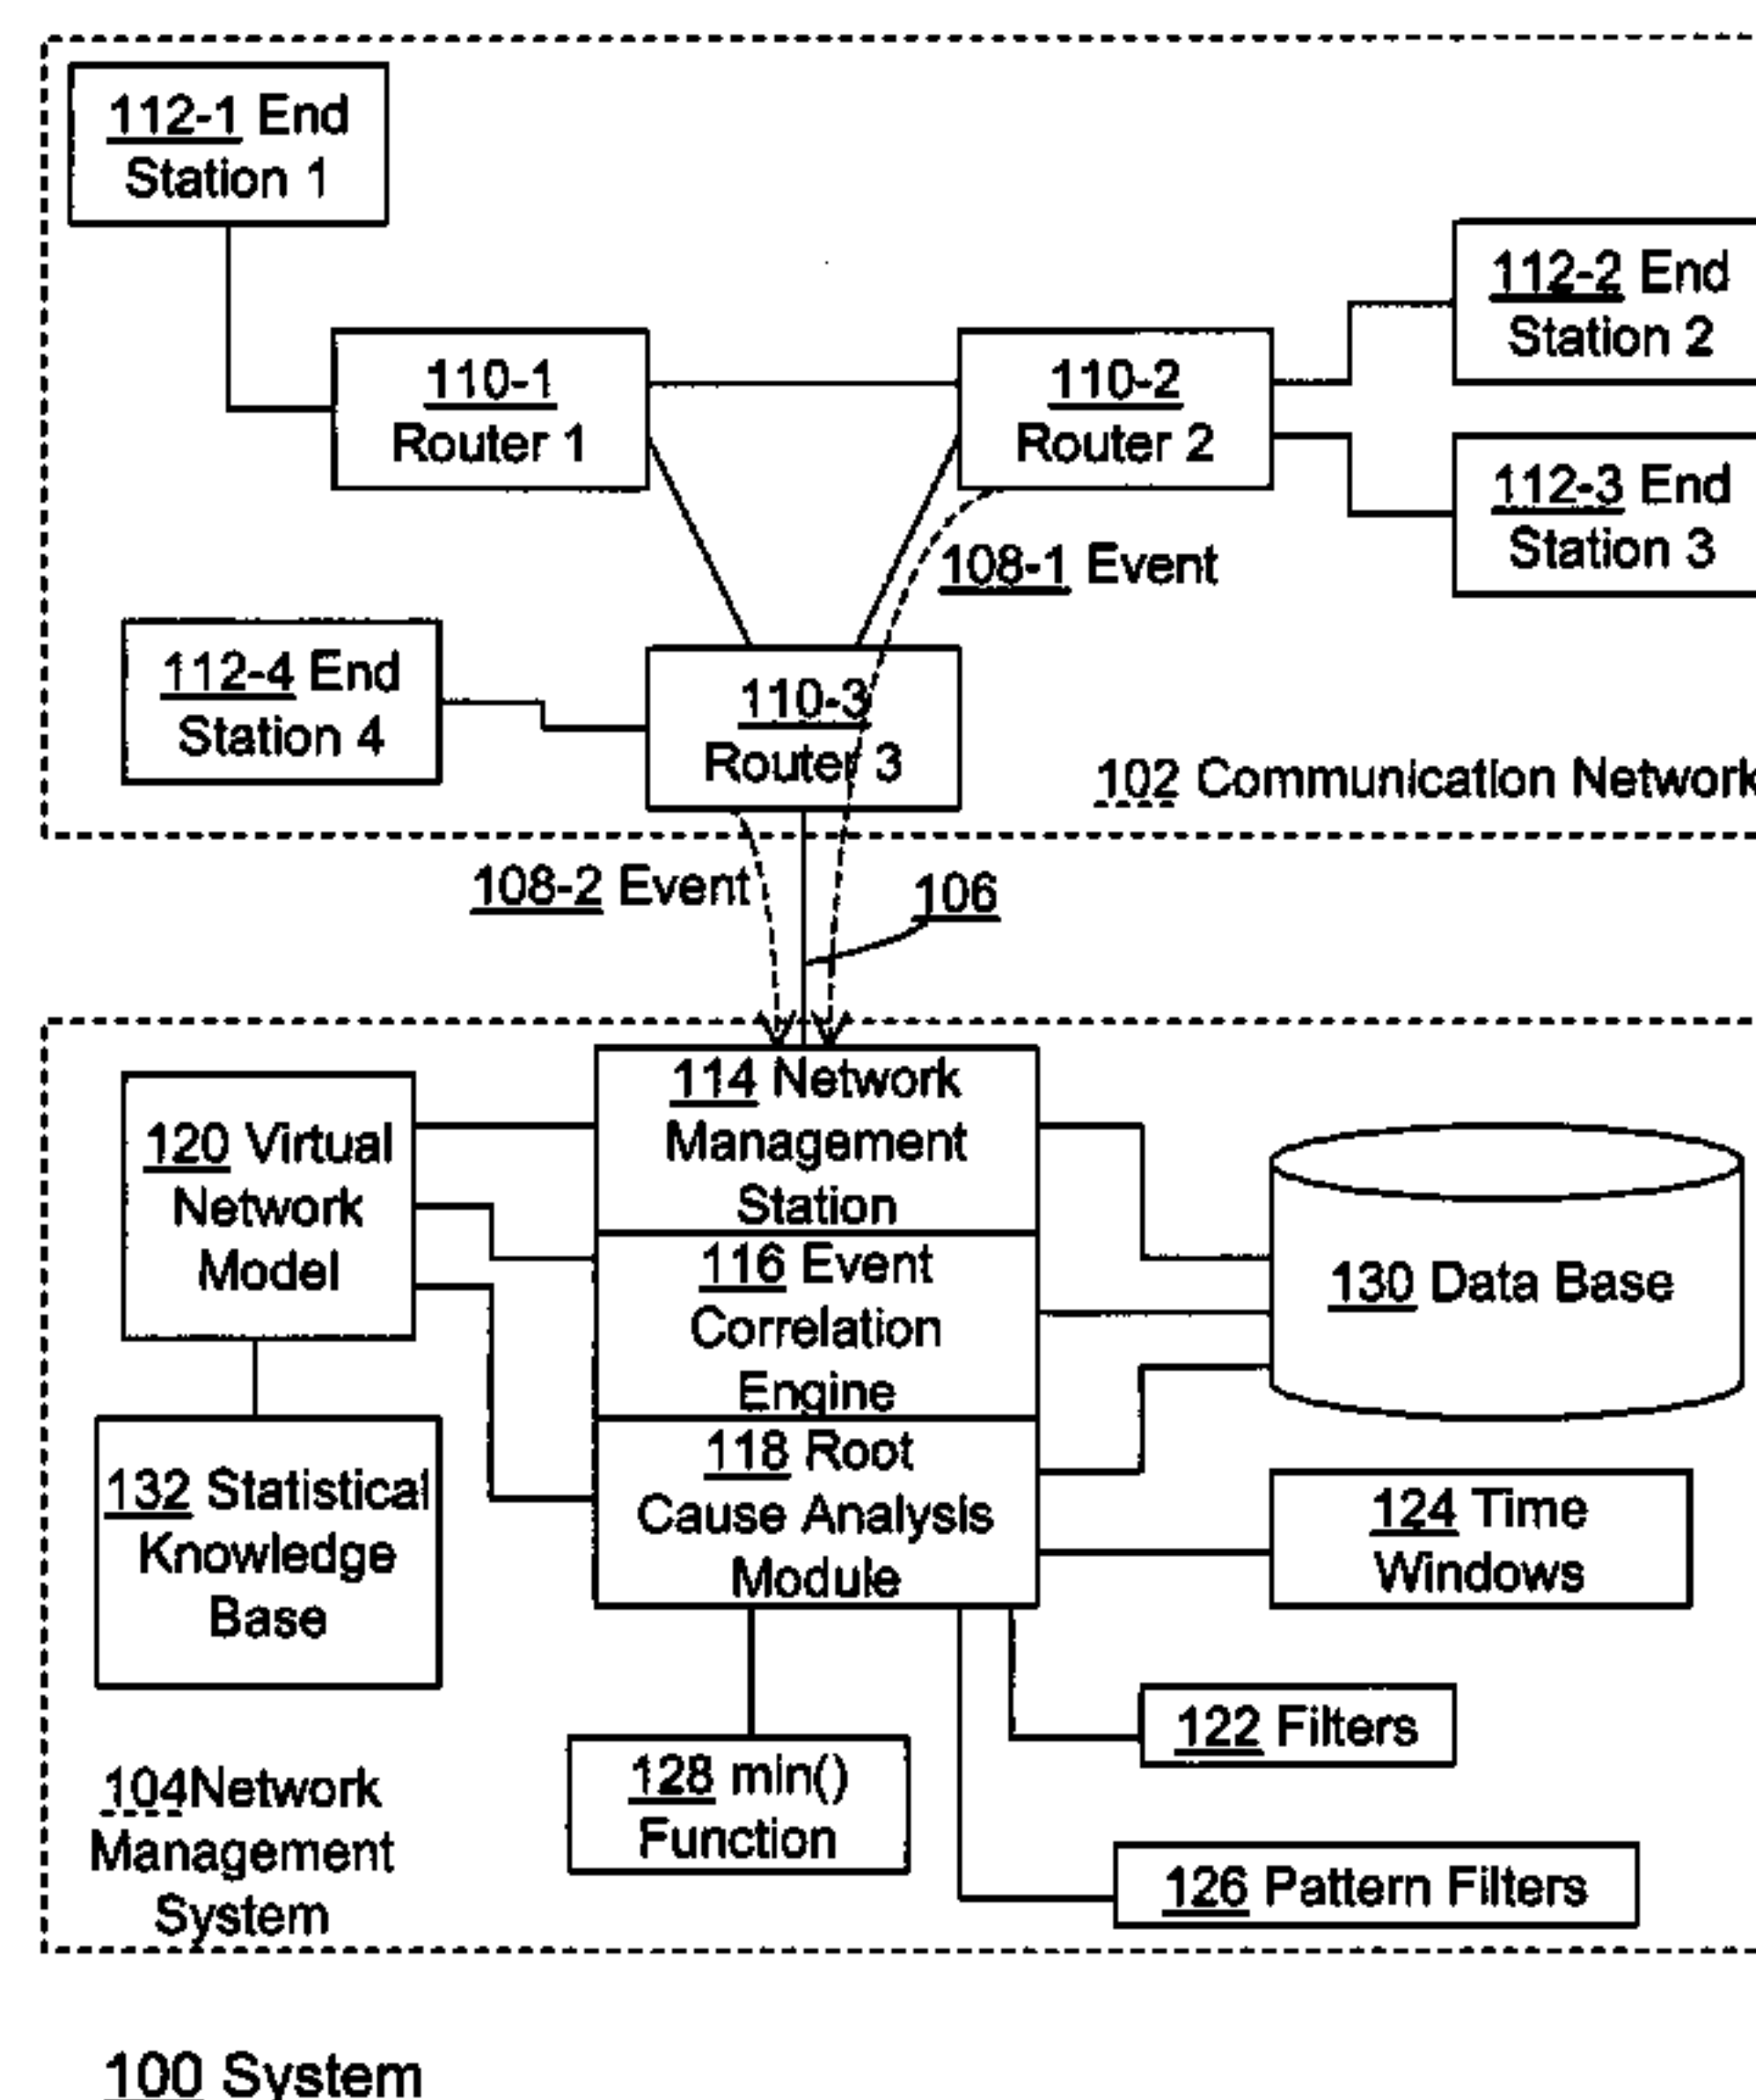 112-1 End
Station 1
112-2 End
Station 2
110-1
Router 1
110-2
Router 2
112-3 End
Station 3
108-1 Event
112-4 End
Station 4
110-3
Router 3
102 Communication Network
108-2 Event
106
114 Network
Management
Station
120 Virtual
Network
Model
116 Event
Correlation
Engine
130 Data Base
118 Root
Cause Analysis
Module
132 Statistical
Knowledge
Base
124 Time
Windows
122 Filters
128 min()
Function
104Network
Management
System
126 Pattern Filters
100 System